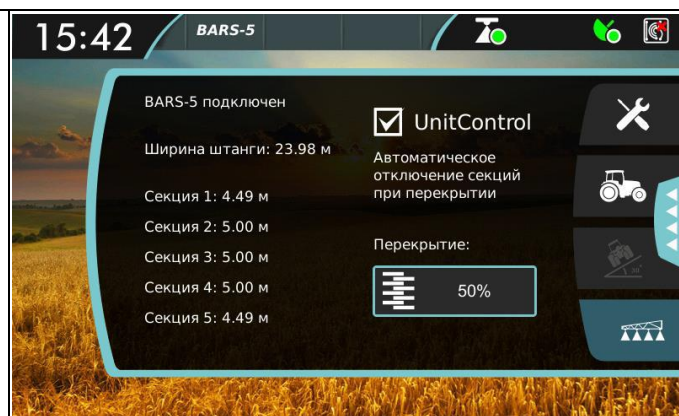 15:42
BARS-5
BARS-5 подключен
Ширина штанги: 23.98 м
Секция 1: 4.49 м
Секция 2: 5.00 м
Секция 3: 5.00 м
Секция 4: 5.00 м
Секция 5: 4.49 м
UnitControl
Автоматическое
отключение секций
при перекрытии
Перекрытие:
50%
30°